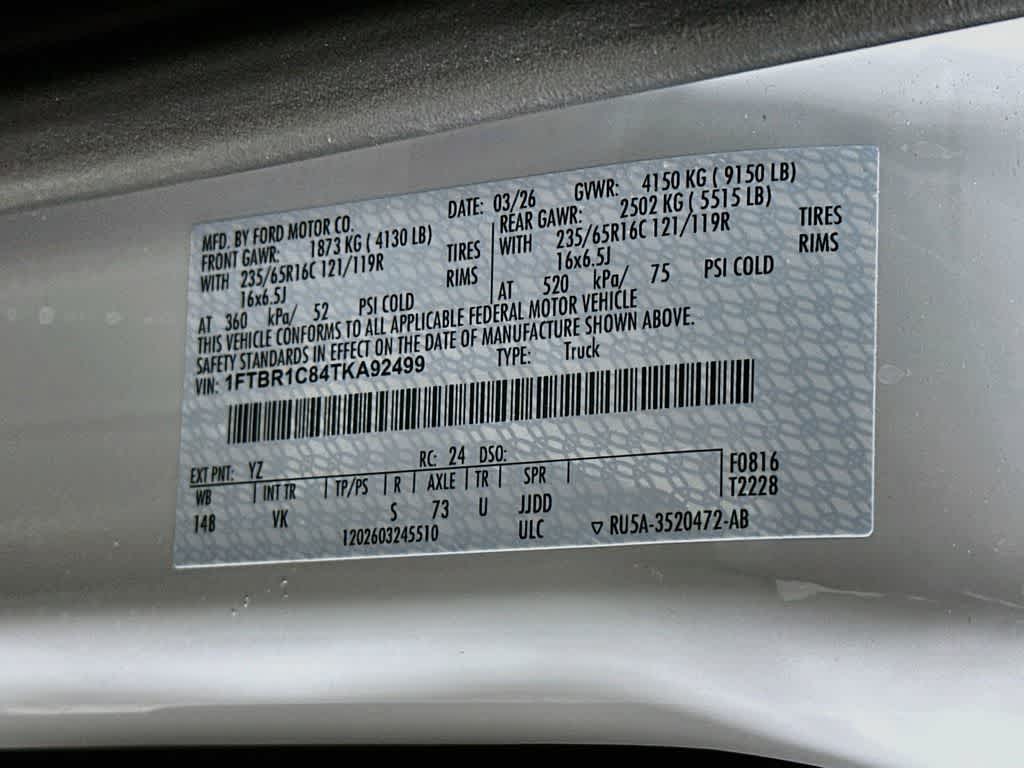 MFD. BY FORD MOTOR CO. DATE: 03/26 GVWR: 4150 KG ( 9150 LB)
FRONT GAWR: 1873 KG ( 4130 LB) REAR GAWR: 2502 KG ( 5515 LB)
WITH 235/65R16C 121/119R TIRES WITH 235/65R16C 121/119R TIRES
16x6.5J RIMS 16x6.5J RIMS
AT 360 kPa/ 52 PSI COLD AT 520 kPa/ 75 PSI COLD
THIS VEHICLE CONFORMS TO ALL APPLICABLE FEDERAL MOTOR VEHICLE
SAFETY STANDARDS IN EFFECT ON THE DATE OF MANUFACTURE SHOWN ABOVE.
VIN: 1FTBR1C84TKA92499 TYPE: Truck
EXT PNT: YZ RC: 24 DSO:
WB INT TR TP/PS R AXLE TR SPR F0816
14B VK S 73 U JJDD T2228
1202603245510 ULC ▽ RU5A-3520472-AB